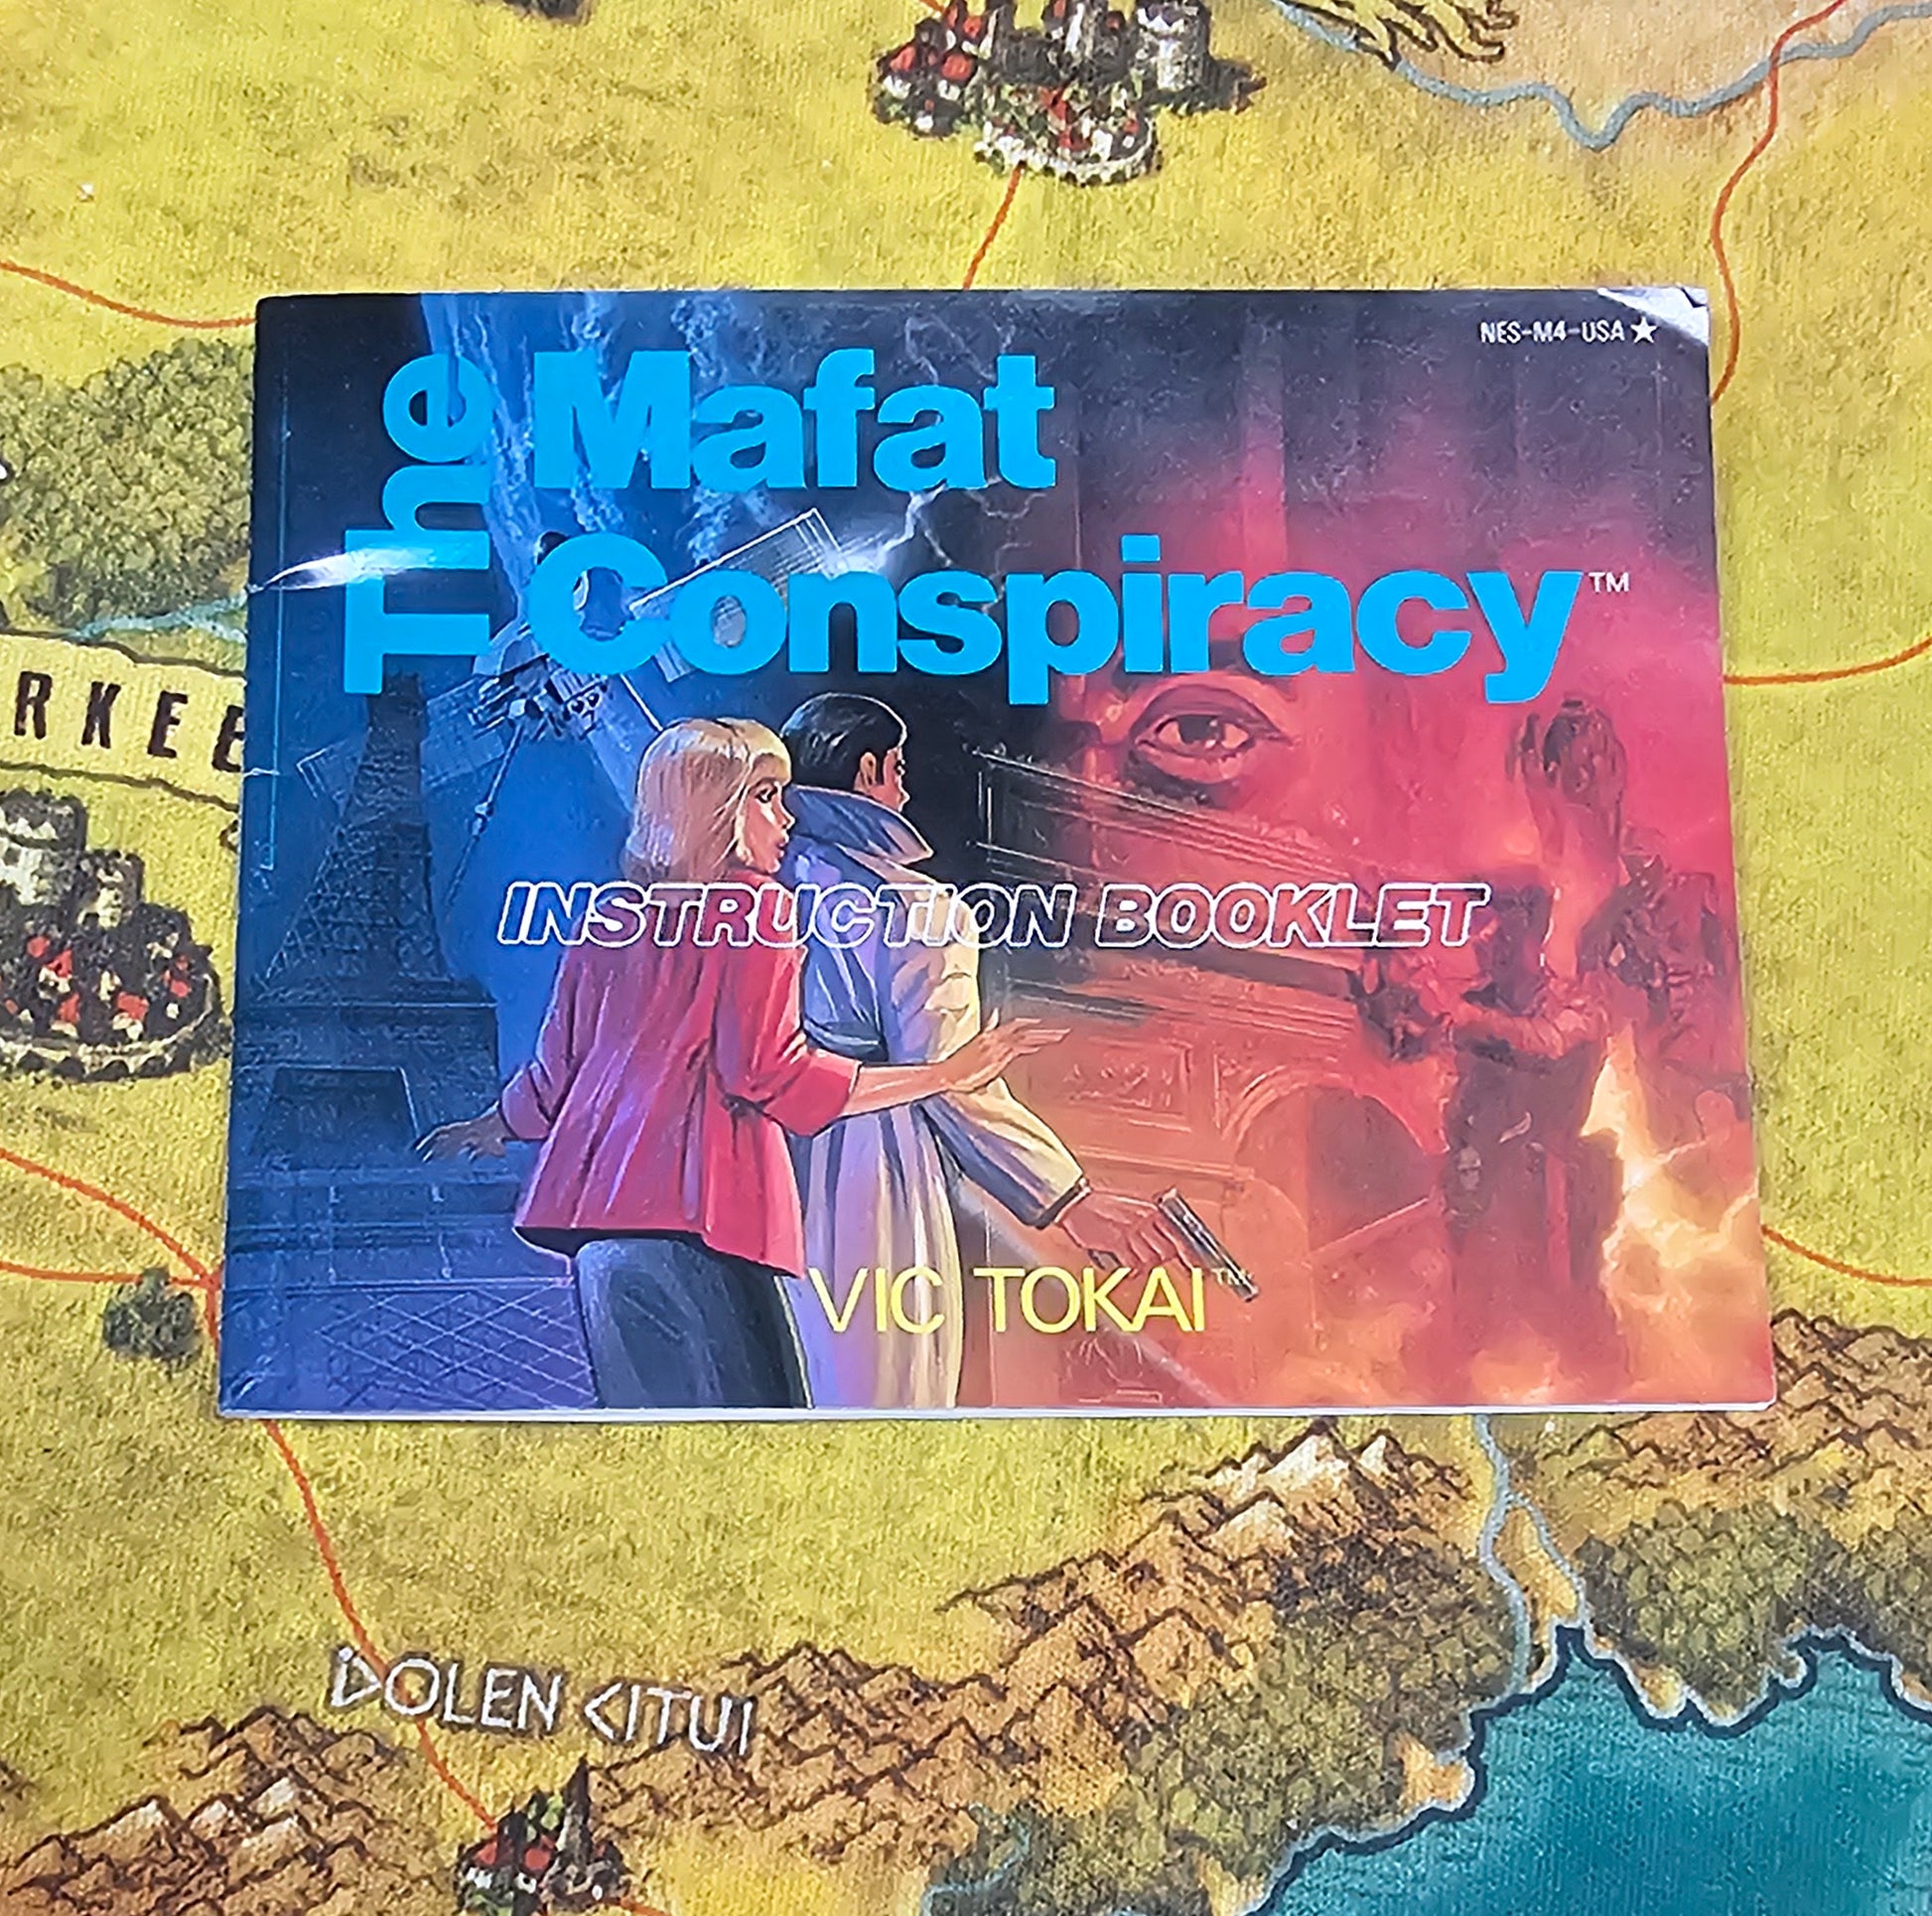 NES-M4-USA★
The
Mafat
Conspiracy™
RKEE
INSTRUCTION BOOKLET
VIC TOKAI™
DOLEN CITUI